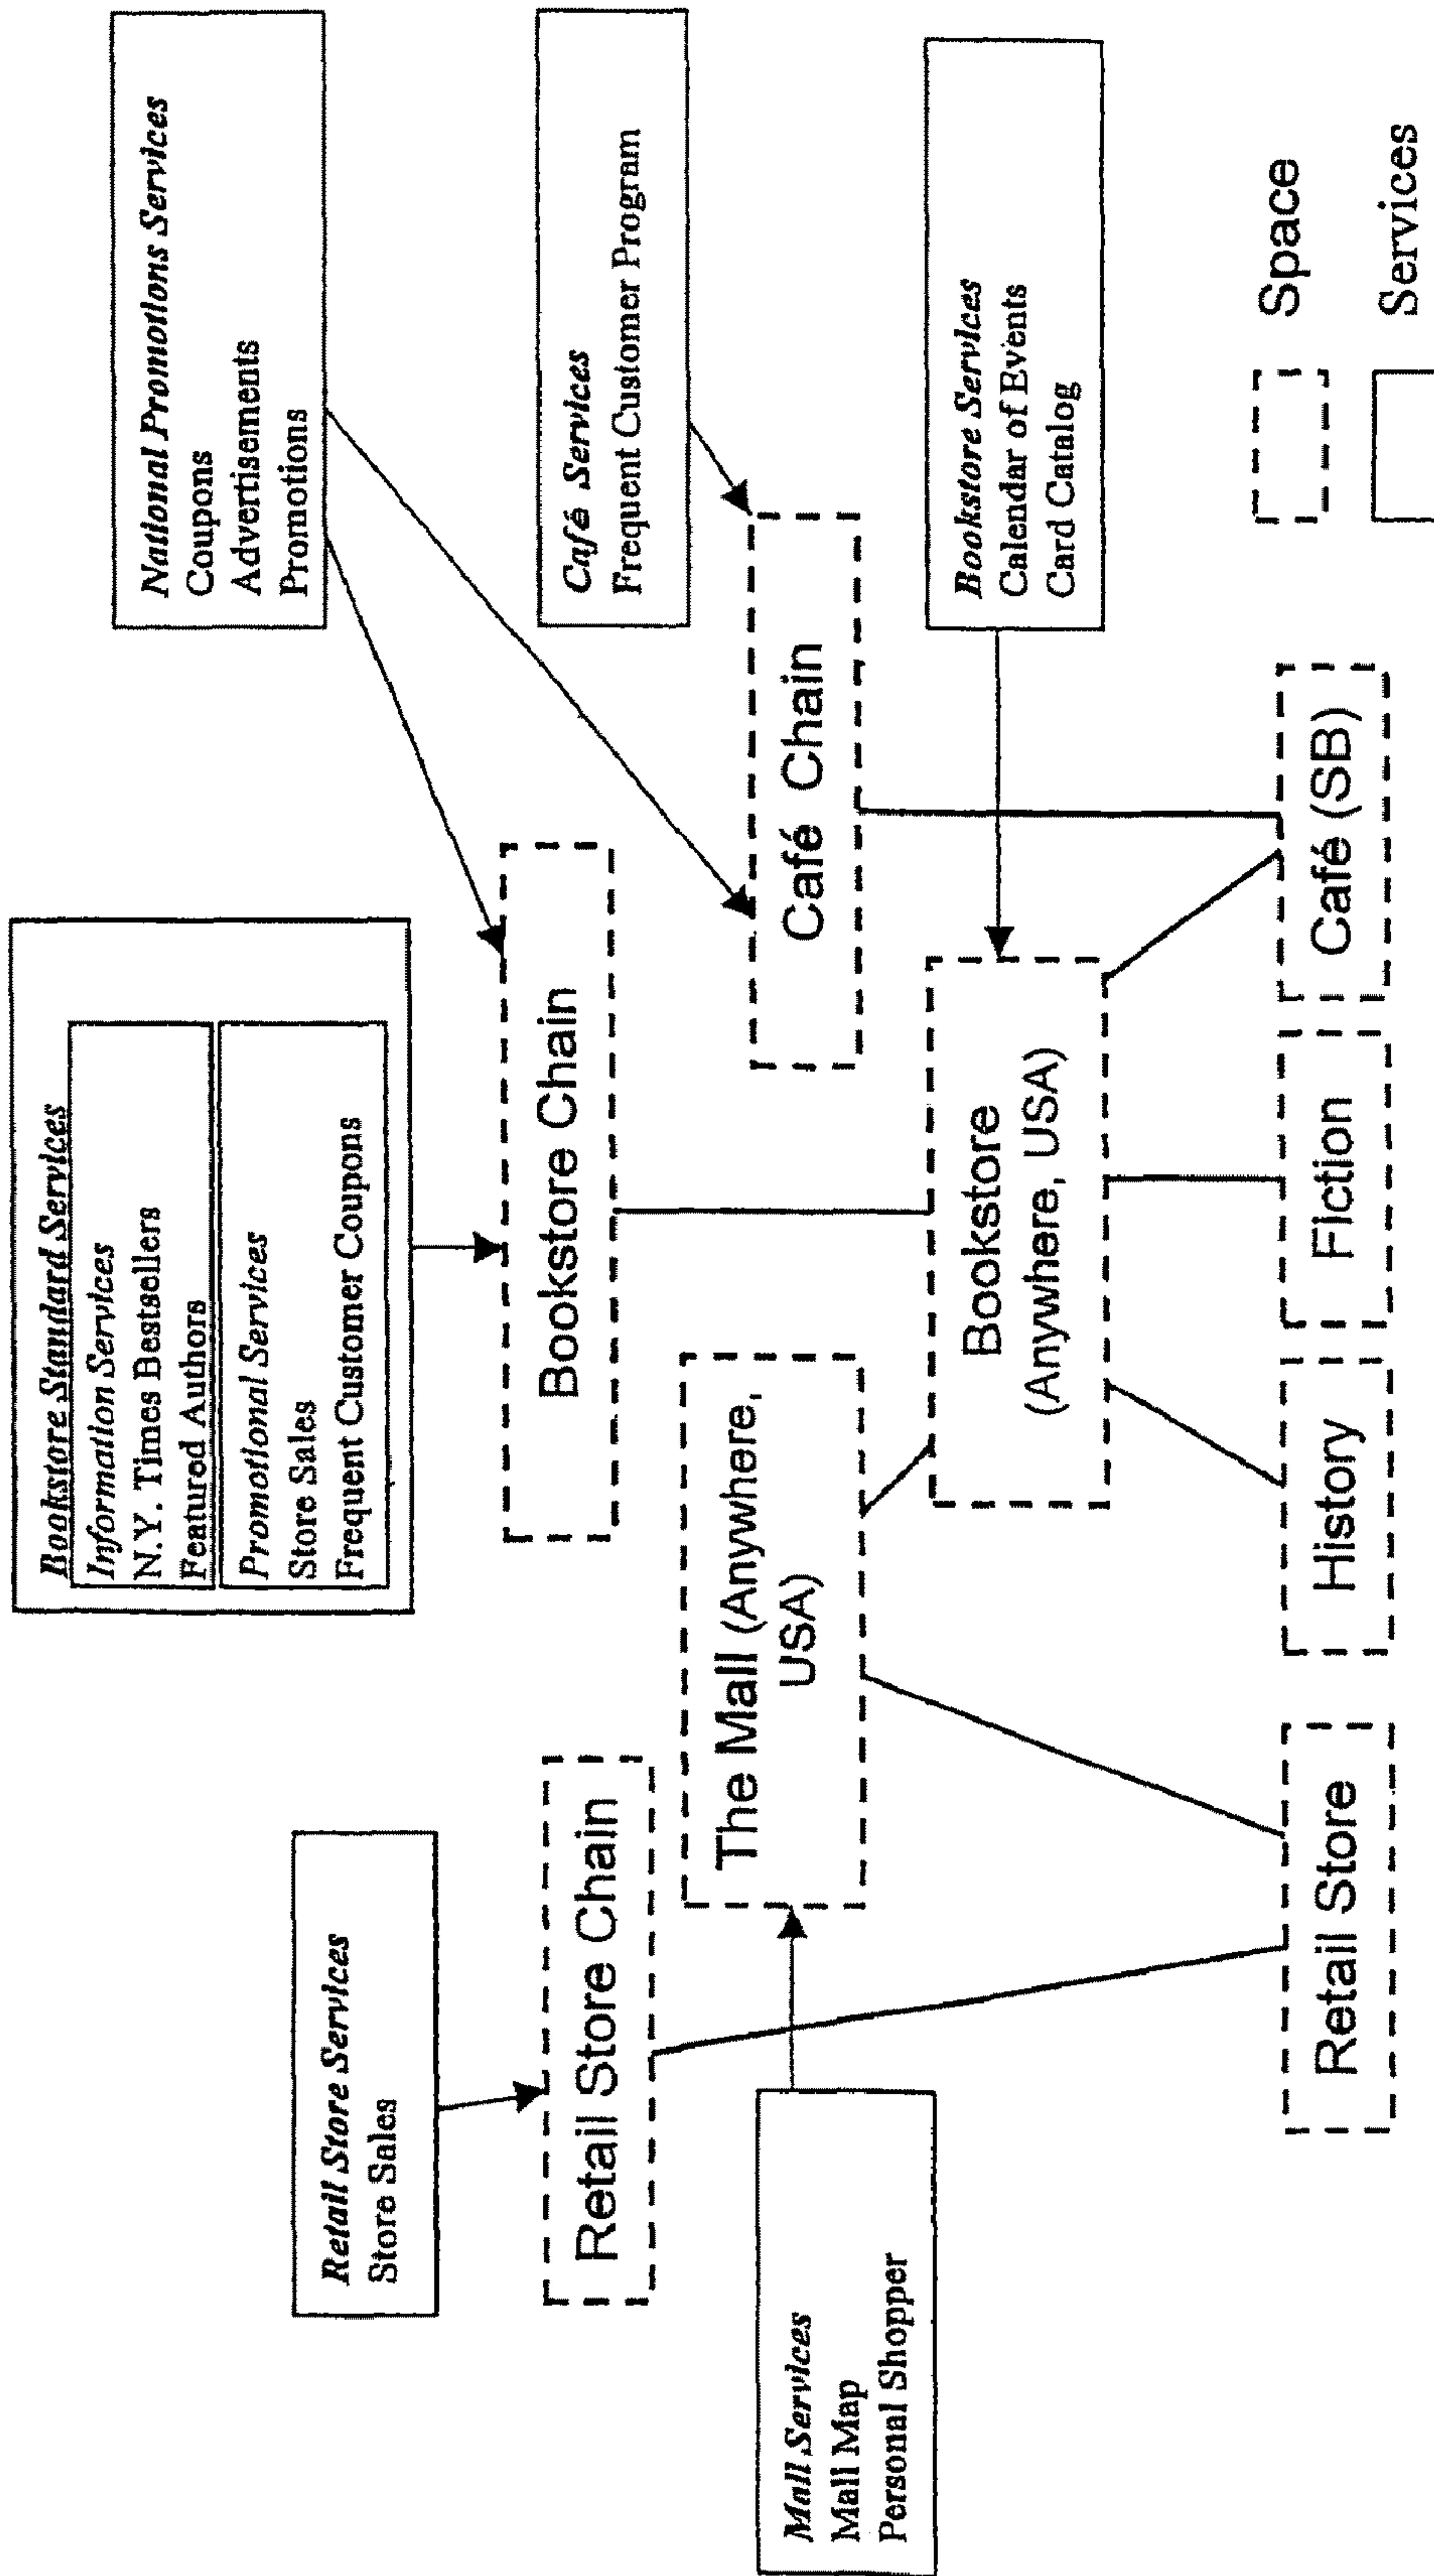 Bookstore Standard Services
Information Services
N.Y. Times Bestsellers
Featured Authors
Promotional Services
Store Sales
Frequent Customer Coupons
National Promotions Services
Coupons
Advertisements
Promotions
Retail Store Services
Store Sales
Bookstore Chain
Café Services
Frequent Customer Program
Retail Store Chain
The Mall (Anywhere,
USA)
Café Chain
Mall Services
Mall Map
Personal Shopper
Bookstore
(Anywhere, USA)
Bookstore Services
Calendar of Events
Card Catalog
Retail Store
History
Fiction
Café (SB)
Space
Services